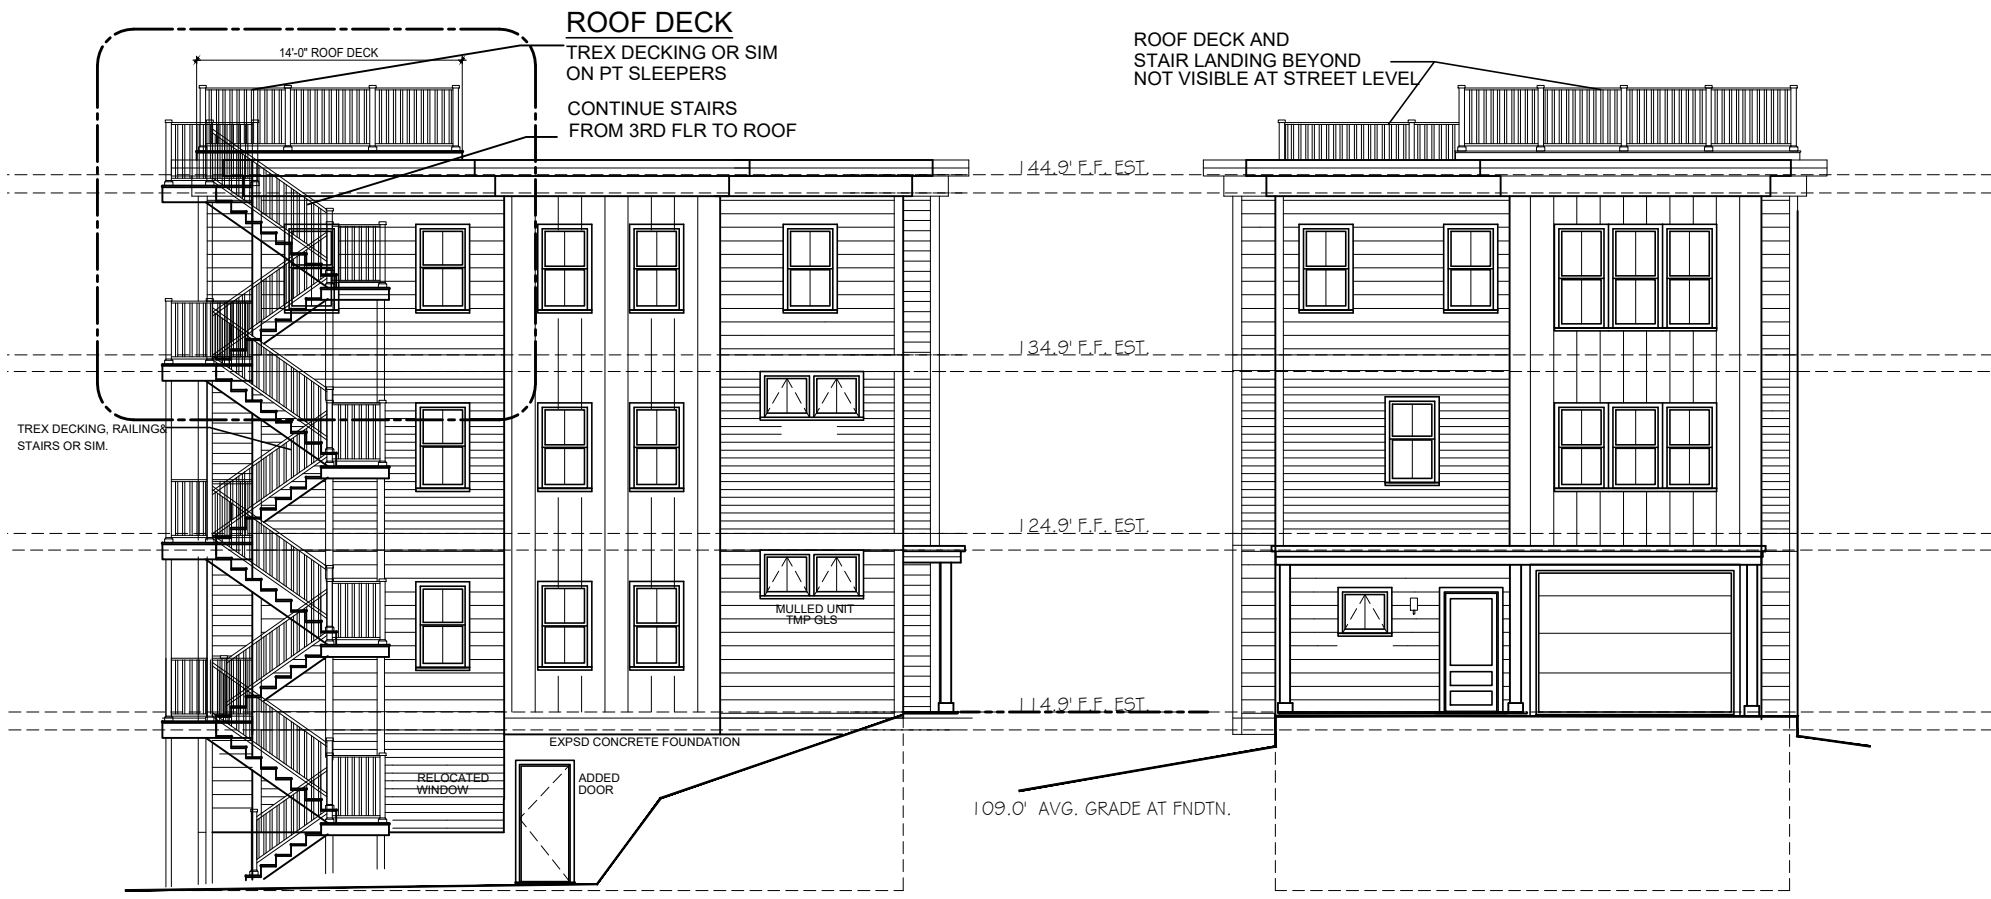 ROOF DECK
TREX DECKING OR SIM
ON PT SLEEPERS
CONTINUE STAIRS
FROM 3RD FLR TO ROOF
14'-0" ROOF DECK
ROOF DECK AND
STAIR LANDING BEYOND
NOT VISIBLE AT STREET LEVEL
144.9' F.F. EST.
134.9' F.F. EST.
TREX DECKING, RAILING&
STAIRS OR SIM.
124.9' F.F. EST.
MULLED UNIT
TMP GLS
114.9' F.F. EST.
EXPSD CONCRETE FOUNDATION
RELOCATED
WINDOW
ADDED
DOOR
109.0' AVG. GRADE AT FNDTN.